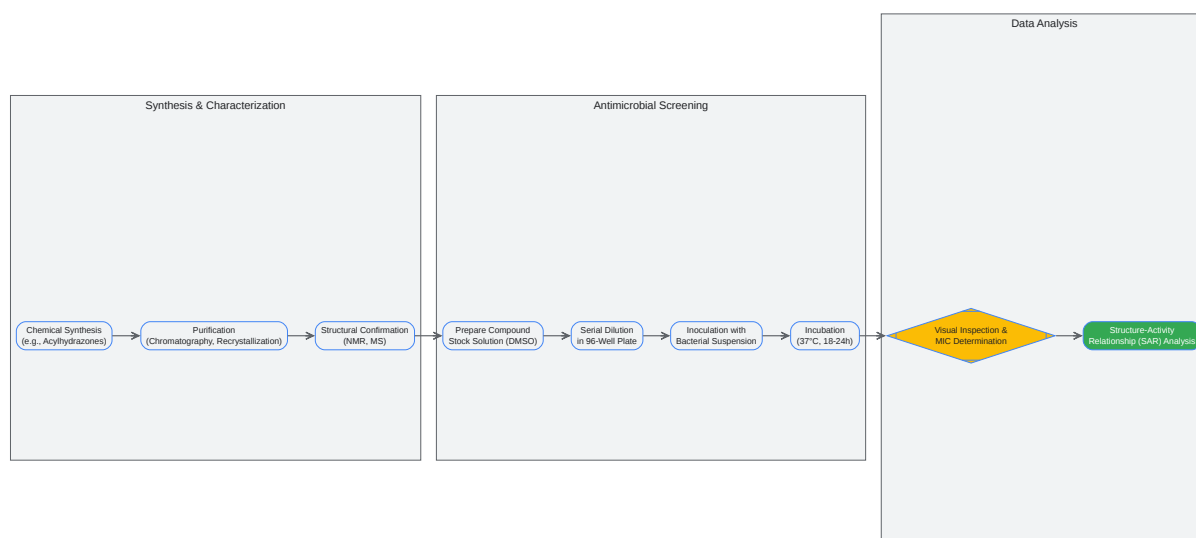 Data Analysis
Synthesis & Characterization
Antimicrobial Screening
Chemical Synthesis
(e.g., Acylhydrazones)
Purification
(Chromatography, Recrystallization)
Structural Confirmation
(NMR, MS)
Prepare Compound
Stock Solution (DMSO)
Serial Dilution
in 96-Well Plate
Inoculation with
Bacterial Suspension
Incubation
(37°C, 18-24h)
Visual Inspection &
MIC Determination
Structure-Activity
Relationship (SAR) Analysis